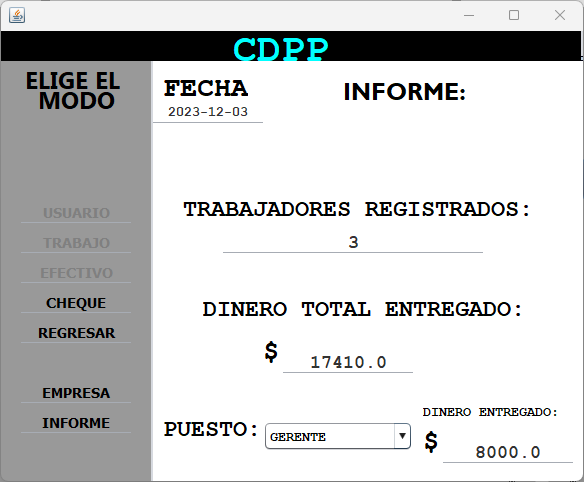 CDPP
ELIGE EL
MODO
USUARIO
TRABAJO
EFECTIVO
CHEQUE
REGRESAR
EMPRESA
INFORME
FECHA
2023-12-03
INFORME:
TRABAJADORES REGISTRADOS:
3
DINERO TOTAL ENTREGADO:
$ 17410.0
PUESTO: GERENTE
DINERO ENTREGADO:
$ 8000.0